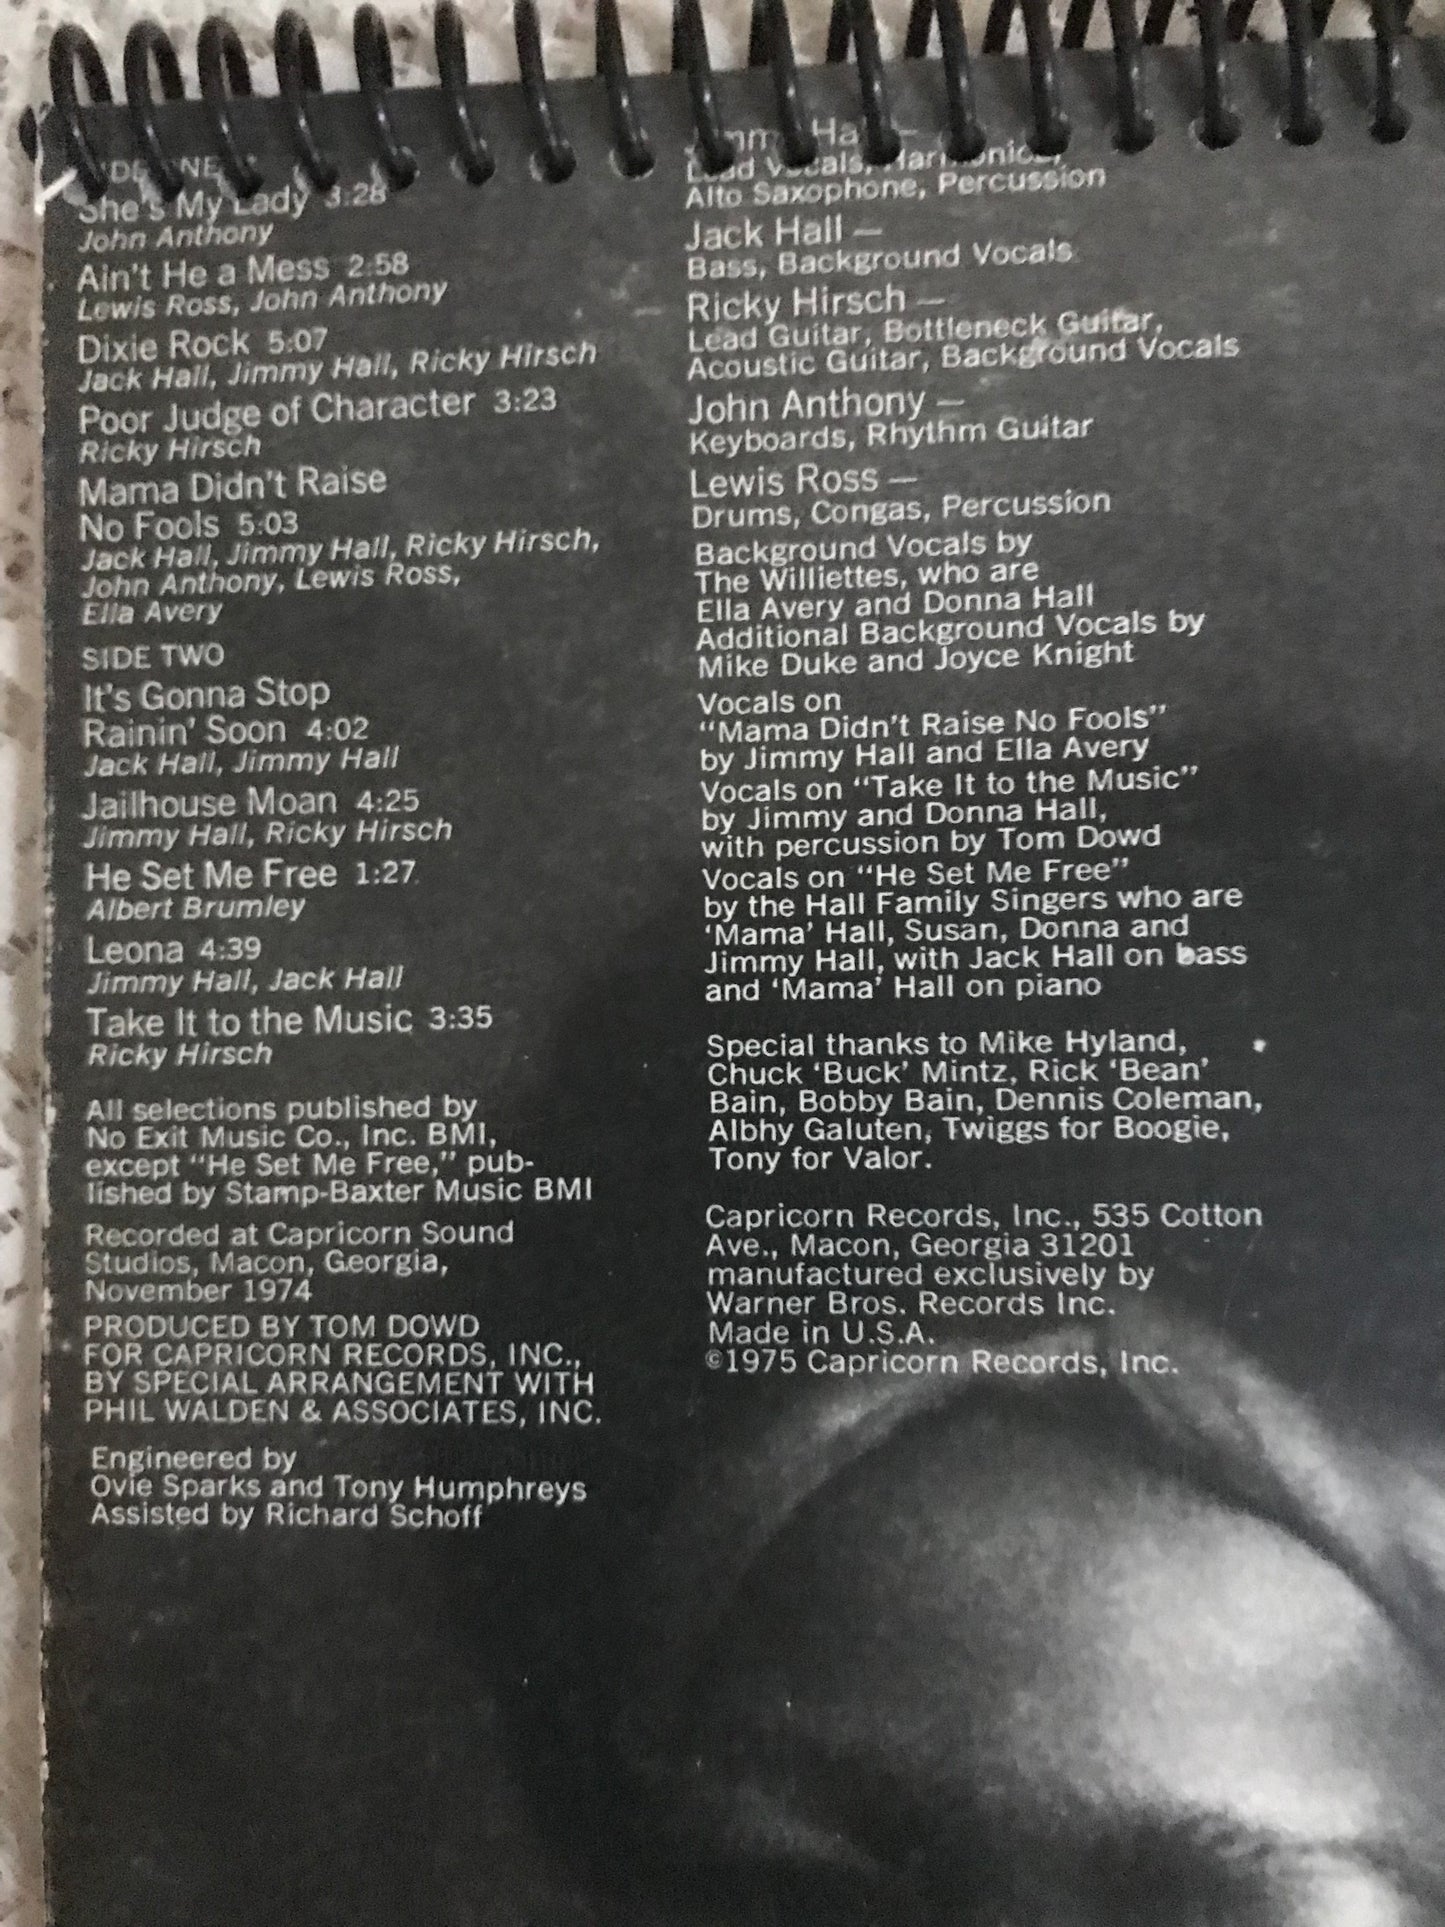 She's My Lady 3:28
John Anthony
Ain't He a Mess 2:58
Lewis Ross, John Anthony
Dixie Rock 5:07
Jack Hall, Jimmy Hall, Ricky Hirsch
Poor Judge of Character 3:23
Ricky Hirsch
Mama Didn't Raise
No Fools 5:03
Jack Hall, Jimmy Hall, Ricky Hirsch,
John Anthony, Lewis Ross,
Ella Avery
SIDE TWO
It's Gonna Stop
Rainin' Soon 4:02
Jack Hall, Jimmy Hall
Jailhouse Moan 4:25
Jimmy Hall, Ricky Hirsch
He Set Me Free 1:27
Albert Brumley
Leona 4:39
Jimmy Hall, Jack Hall
Take It to the Music 3:35
Ricky Hirsch
All selections published by
No Exit Music Co., Inc. BMI,
except "He Set Me Free," pub-
lished by Stamp-Baxter Music BMI
Recorded at Capricorn Sound
Studios, Macon, Georgia,
November 1974
PRODUCED BY TOM DOWD
FOR CAPRICORN RECORDS, INC.,
BY SPECIAL ARRANGEMENT WITH
PHIL WALDEN & ASSOCIATES, INC.
Engineered by
Ovie Sparks and Tony Humphreys
Assisted by Richard Schoff
Lead Vocals, Harmonica,
Alto Saxophone, Percussion
Jack Hall —
Bass, Background Vocals
Ricky Hirsch —
Lead Guitar, Bottleneck Guitar,
Acoustic Guitar, Background Vocals
John Anthony —
Keyboards, Rhythm Guitar
Lewis Ross —
Drums, Congas, Percussion
Background Vocals by
The Williettes, who are
Ella Avery and Donna Hall
Additional Background Vocals by
Mike Duke and Joyce Knight
Vocals on
"Mama Didn't Raise No Fools"
by Jimmy Hall and Ella Avery
Vocals on "Take It to the Music"
by Jimmy and Donna Hall,
with percussion by Tom Dowd
Vocals on "He Set Me Free"
by the Hall Family Singers who are
'Mama' Hall, Susan, Donna and
Jimmy Hall, with Jack Hall on bass
and 'Mama' Hall on piano
Special thanks to Mike Hyland,
Chuck 'Buck' Mintz, Rick 'Bean'
Bain, Bobby Bain, Dennis Coleman,
Albhy Galuten, Twiggs for Boogie,
Tony for Valor.
Capricorn Records, Inc., 535 Cotton
Ave., Macon, Georgia 31201
manufactured exclusively by
Warner Bros. Records Inc.
Made in U.S.A.
©1975 Capricorn Records, Inc.